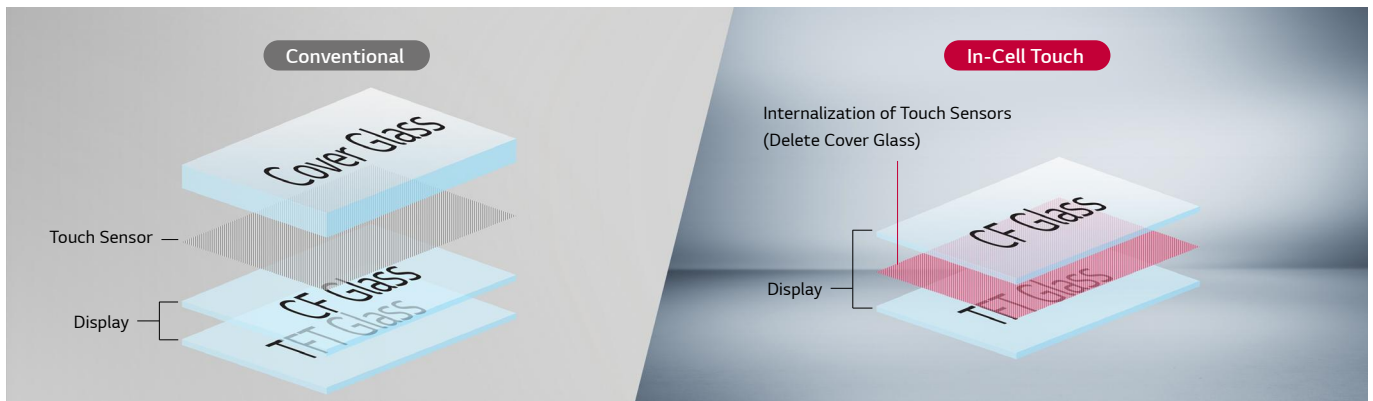 Conventional
Cover Glass
Touch Sensor
CF Glass
TFT Glass
Display
In-Cell Touch
Internalization of Touch Sensors
(Delete Cover Glass)
CF Glass
TFT Glass
Display